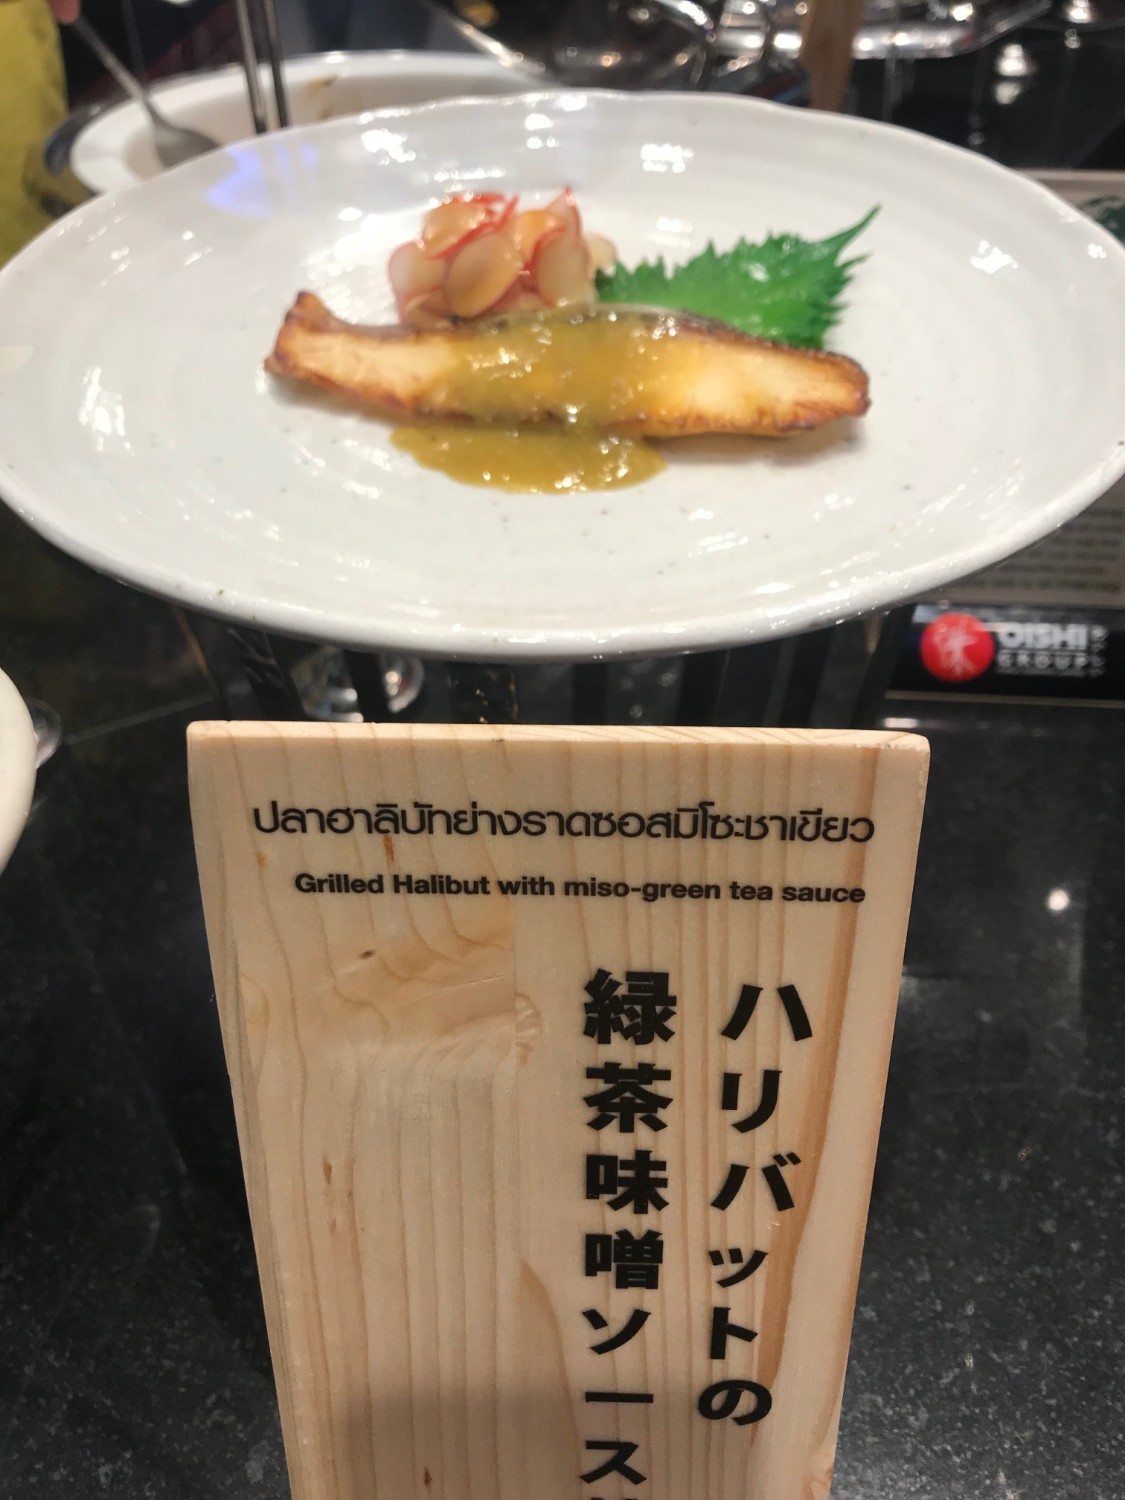 OISHI
GROUP
ปลาฮาลิบัทย่างราดซอสมิโซะชาเขียว
Grilled Halibut with miso-green tea sauce
ハリバットの
緑茶味噌ソース